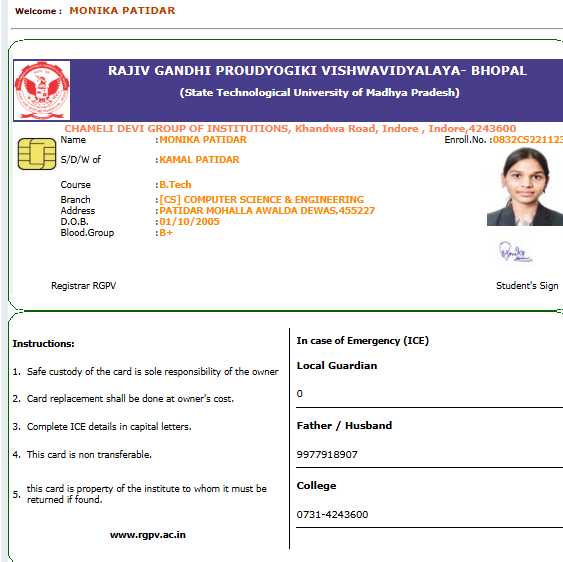 Welcome : MONIKA PATIDAR
RAJIV GANDHI PROUDYOGIKI VISHWAVIDYALAYA- BHOPAL
(State Technological University of Madhya Pradesh)
CHAMELI DEVI GROUP OF INSTITUTIONS, Khandwa Road, Indore , Indore,4243600
Name :MONIKA PATIDAR Enroll.No. :0832CS221123
S/D/W of :KAMAL PATIDAR
Course :B.Tech
Branch :[CS] COMPUTER SCIENCE & ENGINEERING
Address :PATIDAR MOHALLA AWALDA DEWAS,455227
D.O.B. :01/10/2005
Blood.Group :B+
Registrar RGPV Student's Sign
Instructions:
1. Safe custody of the card is sole responsibility of the owner
2. Card replacement shall be done at owner's cost.
3. Complete ICE details in capital letters.
4. This card is non transferable.
5. this card is property of the institute to whom it must be
returned if found.
www.rgpv.ac.in
In case of Emergency (ICE)
Local Guardian
0
Father / Husband
9977918907
College
0731-4243600